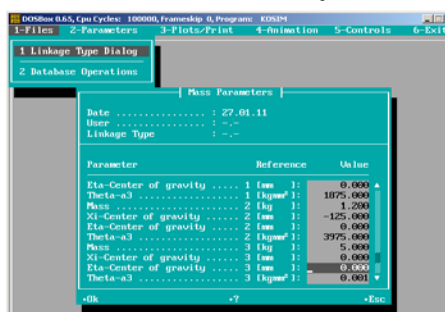 DOSBox 0.65, Cpu Cycles: 100000, Frameskip 0, Program: KOSIM
1-Files 2-Parameters 3-Plots/Print 4-Animation 5-Controls 6-Exit
1 Linkage Type Dialog
2 Database Operations
Mass Parameters
Date ................ : 27.01.11
User ................ : -.-
Linkage Type : -.-
Parameter Reference Value
Eta-Center of gravity ..... 1 [mm ]: 0.000
Theta-a3 .................. 1 [kgmm²]: 1875.000
Mass ...................... 2 [kg ]: 1.200
Xi-Center of gravity ...... 2 [mm ]: -125.000
Eta-Center of gravity ..... 2 [mm ]: 0.000
Theta-a3 .................. 2 [kgmm²]: 3975.000
Mass ...................... 3 [kg ]: 5.000
Xi-Center of gravity ...... 3 [mm ]: 0.000
Eta-Center of gravity ..... 3 [mm ]: 0.000
Theta-a3 .................. 3 [kgmm²]: 0.001
•Ok •? •Esc